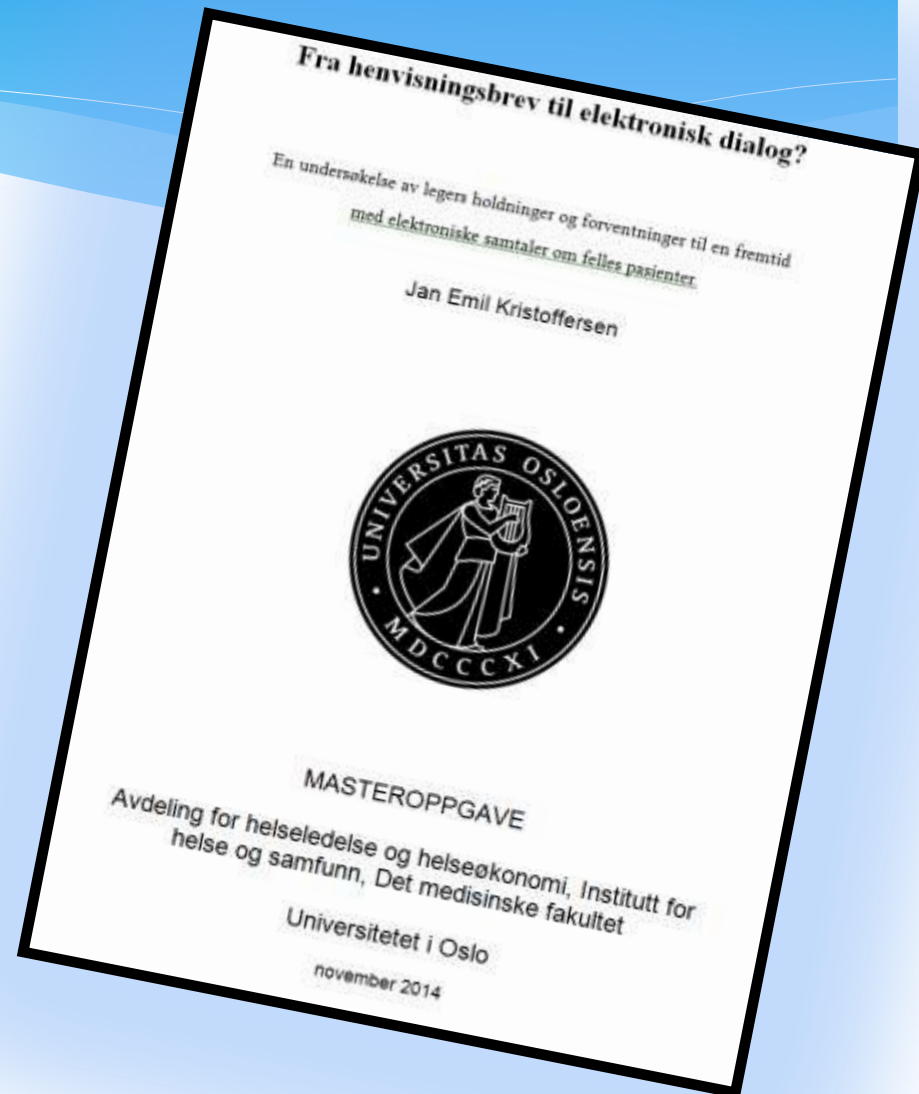 Fra henvisningsbrev til elektronisk dialog?
En undersøkelse av legers holdninger og forventninger til en fremtid
med elektroniske samtaler om felles pasienter.
Jan Emil Kristoffersen
UNIVERSITAS OSLOENSIS
MDCCCXI
MASTEROPPGAVE
Avdeling for helseledelse og helseøkonomi, Institutt for
helse og samfunn, Det medisinske fakultet
Universitetet i Oslo
november 2014